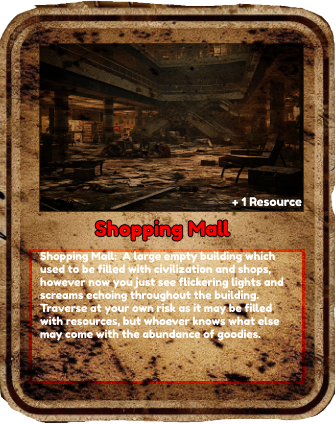 + 1 Resource
Shopping Mall
Shopping Mall: A large empty building which
used to be filled with civilization and shops,
however now you just see flickering lights and
screams echoing throughout the building.
Traverse at your own risk as it may be filled
with resources, but whoever knows what else
may come with the abundance of goodies.